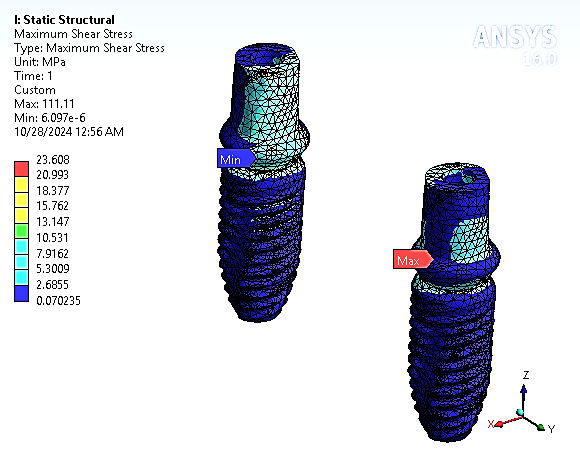 I: Static Structural
Maximum Shear Stress
Type: Maximum Shear Stress
Unit: MPa
Time: 1
Custom
Max: 111.11
Min: 6.097e-6
10/28/2024 12:56 AM
23.608
20.993
18.377
15.762
13.147
10.531
7.9162
5.3009
2.6855
0.070235
ANSYS
16.0
Min
Max
Z
X
Y